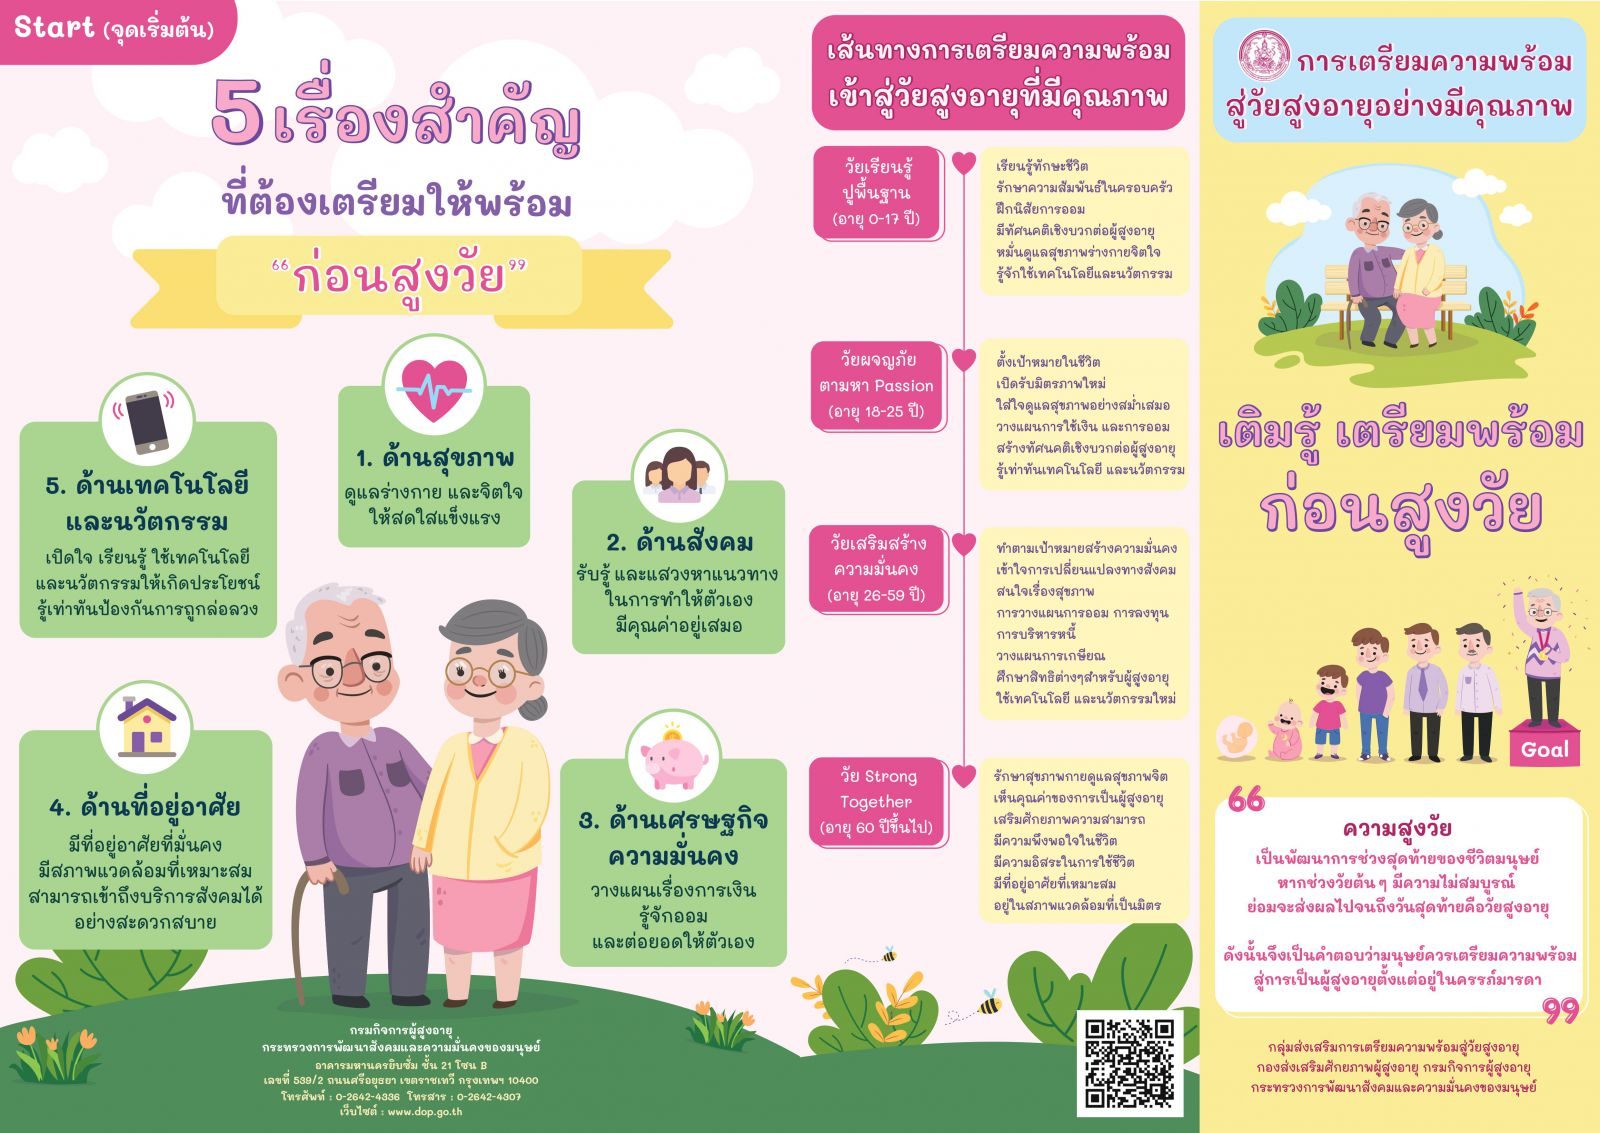 Start (จุดเริ่มต้น)
5 เรื่องสำคัญ
ที่ต้องเตรียมให้พร้อม
“ก่อนสูงวัย”
1. ด้านสุขภาพ
ดูแลร่างกาย และจิตใจ
ให้สดใสแข็งแรง
2. ด้านสังคม
รับรู้ และแสวงหาแนวทาง
ในการทำให้ตัวเอง
มีคุณค่าอยู่เสมอ
3. ด้านเศรษฐกิจ
ความมั่นคง
วางแผนเรื่องการเงิน
รู้จักออม
และต่อยอดให้ตัวเอง
4. ด้านที่อยู่อาศัย
มีที่อยู่อาศัยที่มั่นคง
มีสภาพแวดล้อมที่เหมาะสม
สามารถเข้าถึงบริการสังคมได้
อย่างสะดวกสบาย
5. ด้านเทคโนโลยี
และนวัตกรรม
เปิดใจ เรียนรู้ ใช้เทคโนโลยี
และนวัตกรรมให้เกิดประโยชน์
รู้เท่าทันป้องกันการถูกล่อลวง
กรมกิจการผู้สูงอายุ
กระทรวงการพัฒนาสังคมและความมั่นคงของมนุษย์
อาคารมหานครยิบซั่ม ชั้น 21 โซน B
เลขที่ 539/2 ถนนศรีอยุธยา เขตราชเทวี กรุงเทพฯ 10400
โทรศัพท์ : 0-2642-4336 โทรสาร : 0-2642-4307
เว็บไซต์ : www.dop.go.th
เส้นทางการเตรียมความพร้อม
เข้าสู่วัยสูงอายุที่มีคุณภาพ
วัยเรียนรู้
ปูพื้นฐาน
(อายุ 0-17 ปี)
เรียนรู้ทักษะชีวิต
รักษาความสัมพันธ์ในครอบครัว
ฝึกนิสัยการออม
มีทัศนคติเชิงบวกต่อผู้สูงอายุ
หมั่นดูแลสุขภาพร่างกายจิตใจ
รู้จักใช้เทคโนโลยีและนวัตกรรม
วัยผจญภัย
ตามหา Passion
(อายุ 18-25 ปี)
ตั้งเป้าหมายในชีวิต
เปิดรับมิตรภาพใหม่
ใส่ใจดูแลสุขภาพอย่างสม่ำเสมอ
วางแผนการใช้เงิน และการออม
สร้างทัศนคติเชิงบวกต่อผู้สูงอายุ
รู้เท่าทันเทคโนโลยี และนวัตกรรม
วัยเสริมสร้าง
ความมั่นคง
(อายุ 26-59 ปี)
ทำตามเป้าหมายสร้างความมั่นคง
เข้าใจการเปลี่ยนแปลงทางสังคม
สนใจเรื่องสุขภาพ
การวางแผนการออม การลงทุน
การบริหารหนี้
วางแผนการเกษียณ
ศึกษาสิทธิต่างๆสำหรับผู้สูงอายุ
ใช้เทคโนโลยี และนวัตกรรมใหม่
วัย Strong
Together
(อายุ 60 ปีขึ้นไป)
รักษาสุขภาพกายดูแลสุขภาพจิต
เห็นคุณค่าของการเป็นผู้สูงอายุ
เสริมศักยภาพความสามารถ
มีความพึงพอใจในชีวิต
มีความอิสระในการใช้ชีวิต
มีที่อยู่อาศัยที่เหมาะสม
อยู่ในสภาพแวดล้อมที่เป็นมิตร
การเตรียมความพร้อม
สู่วัยสูงอายุอย่างมีคุณภาพ
เติมรู้ เตรียมพร้อม
ก่อนสูงวัย
Goal
“
ความสูงวัย
เป็นพัฒนาการช่วงสุดท้ายของชีวิตมนุษย์
หากช่วงวัยต้น ๆ มีความไม่สมบูรณ์
ย่อมจะส่งผลไปจนถึงวันสุดท้ายคือวัยสูงอายุ
ดังนั้นจึงเป็นคำตอบว่ามนุษย์ควรเตรียมความพร้อม
สู่การเป็นผู้สูงอายุตั้งแต่อยู่ในครรภ์มารดา
”
กลุ่มส่งเสริมการเตรียมความพร้อมสู่วัยสูงอายุ
กองส่งเสริมศักยภาพผู้สูงอายุ กรมกิจการผู้สูงอายุ
กระทรวงการพัฒนาสังคมและความมั่นคงของมนุษย์